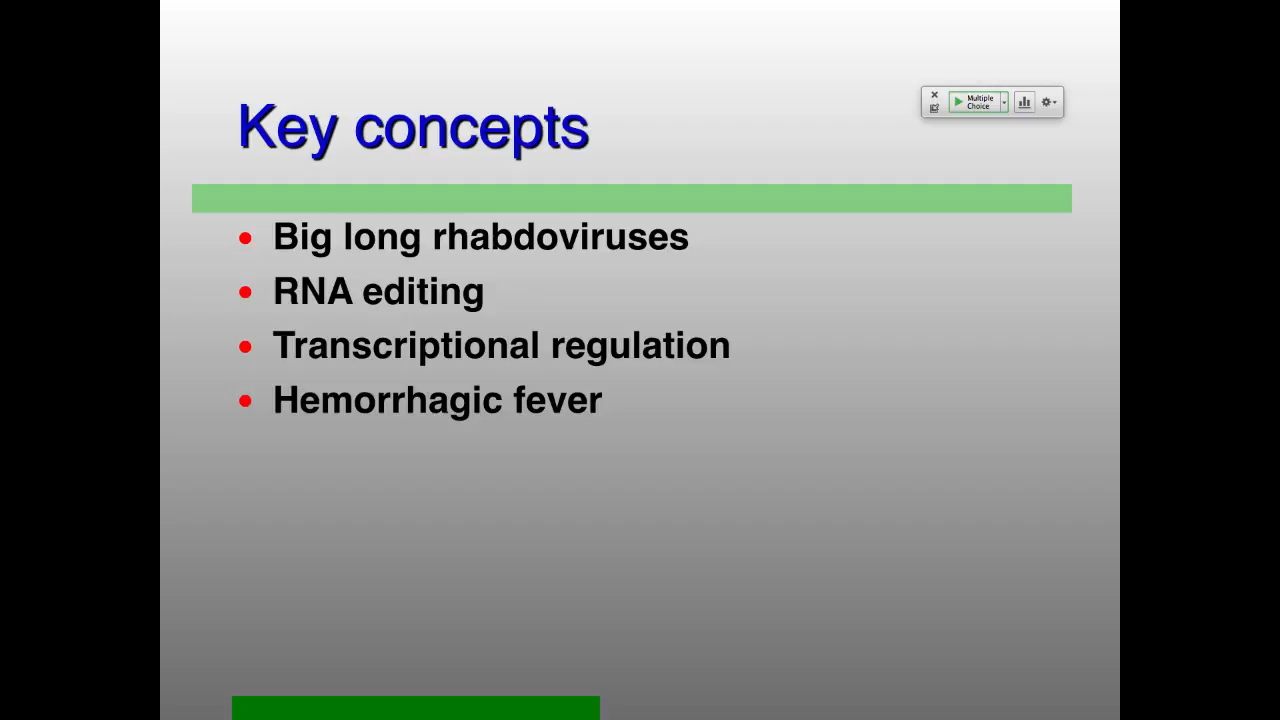 Key concepts
Multiple
Choice
Big long rhabdoviruses
RNA editing
Transcriptional regulation
Hemorrhagic fever